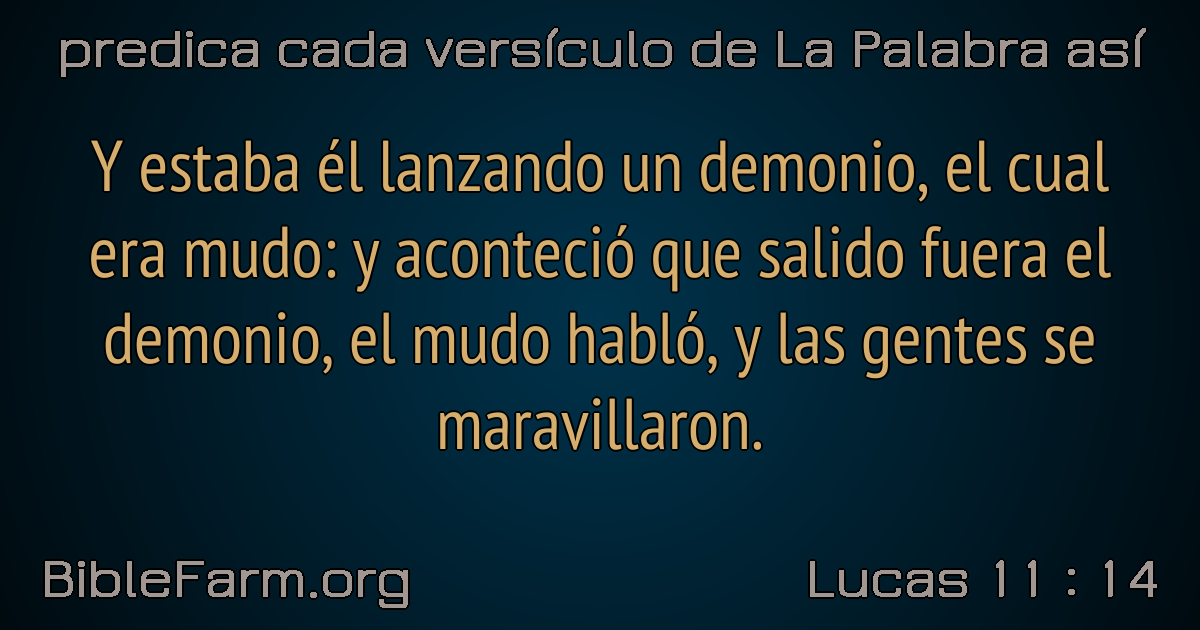 predica cada versículo de La Palabra así
Y estaba él lanzando un demonio, el cual
era mudo: y aconteció que salido fuera el
demonio, el mudo habló, y las gentes se
maravillaron.
BibleFarm.org
Lucas 11 : 14